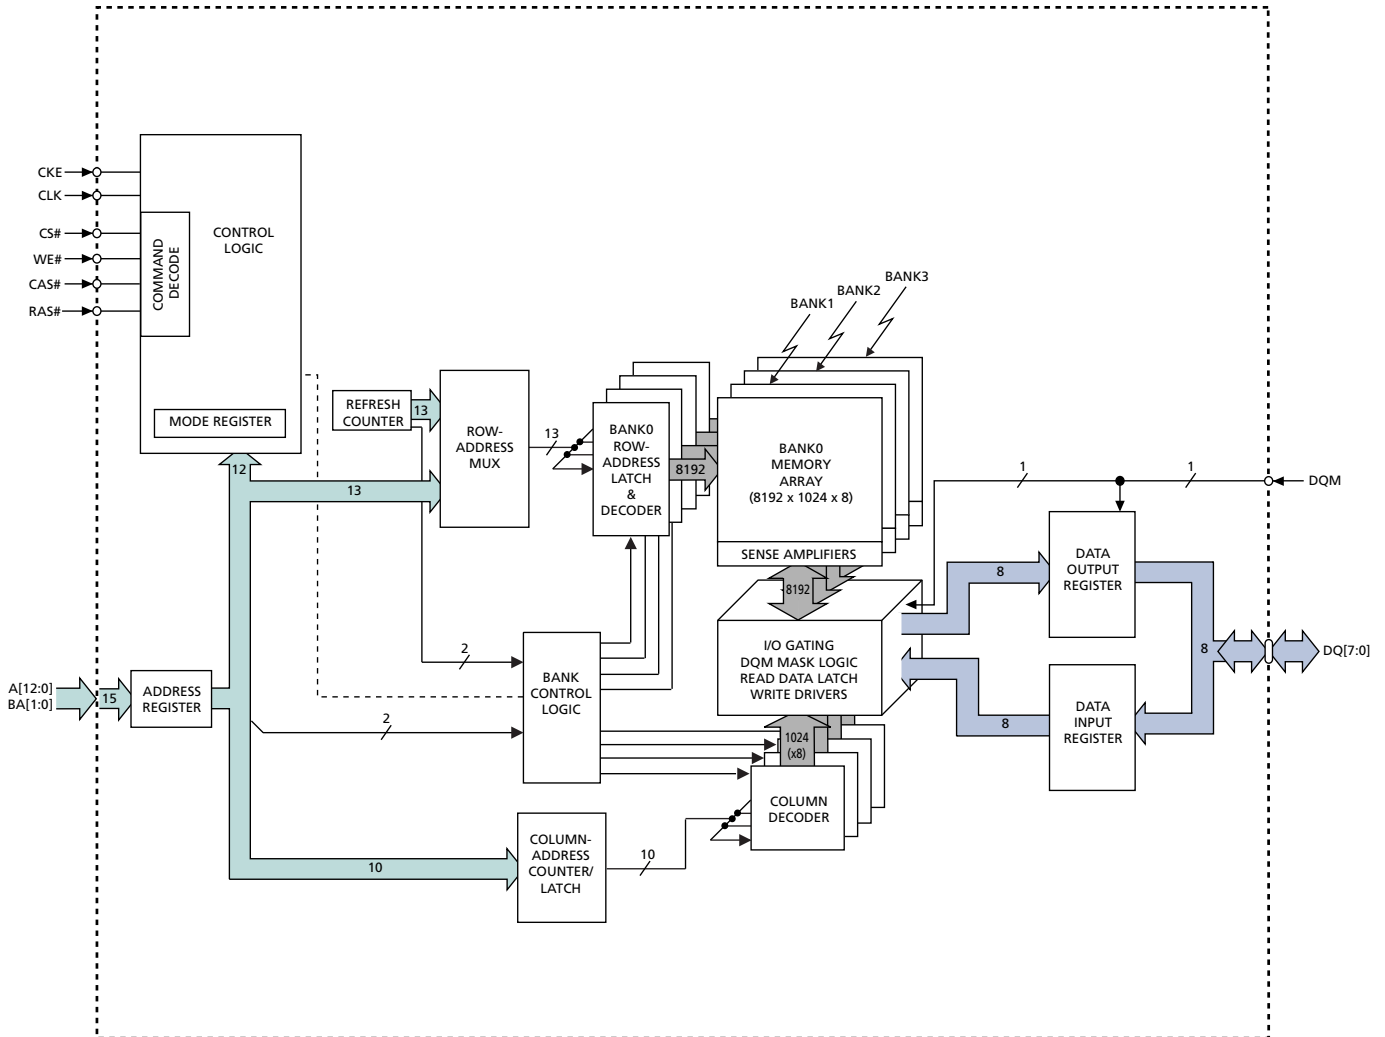 CKE
CLK
CS#
WE#
CAS#
RAS#
COMMAND
DECODE
CONTROL
LOGIC
MODE REGISTER
12
REFRESH
COUNTER
13
13
ROW-
ADDRESS
MUX
13
BANK0
ROW-
ADDRESS
LATCH
&
DECODER
8192
BANK1
BANK2
BANK3
BANK0
MEMORY
ARRAY
(8192 x 1024 x 8)
SENSE AMPLIFIERS
8192
I/O GATING
DQM MASK LOGIC
READ DATA LATCH
WRITE DRIVERS
1
1
DQM
DATA
OUTPUT
REGISTER
8
8
DQ[7:0]
DATA
INPUT
REGISTER
8
A[12:0]
BA[1:0]
15
ADDRESS
REGISTER
2
2
BANK
CONTROL
LOGIC
1024
(x8)
COLUMN
DECODER
10
COLUMN-
ADDRESS
COUNTER/
LATCH
10